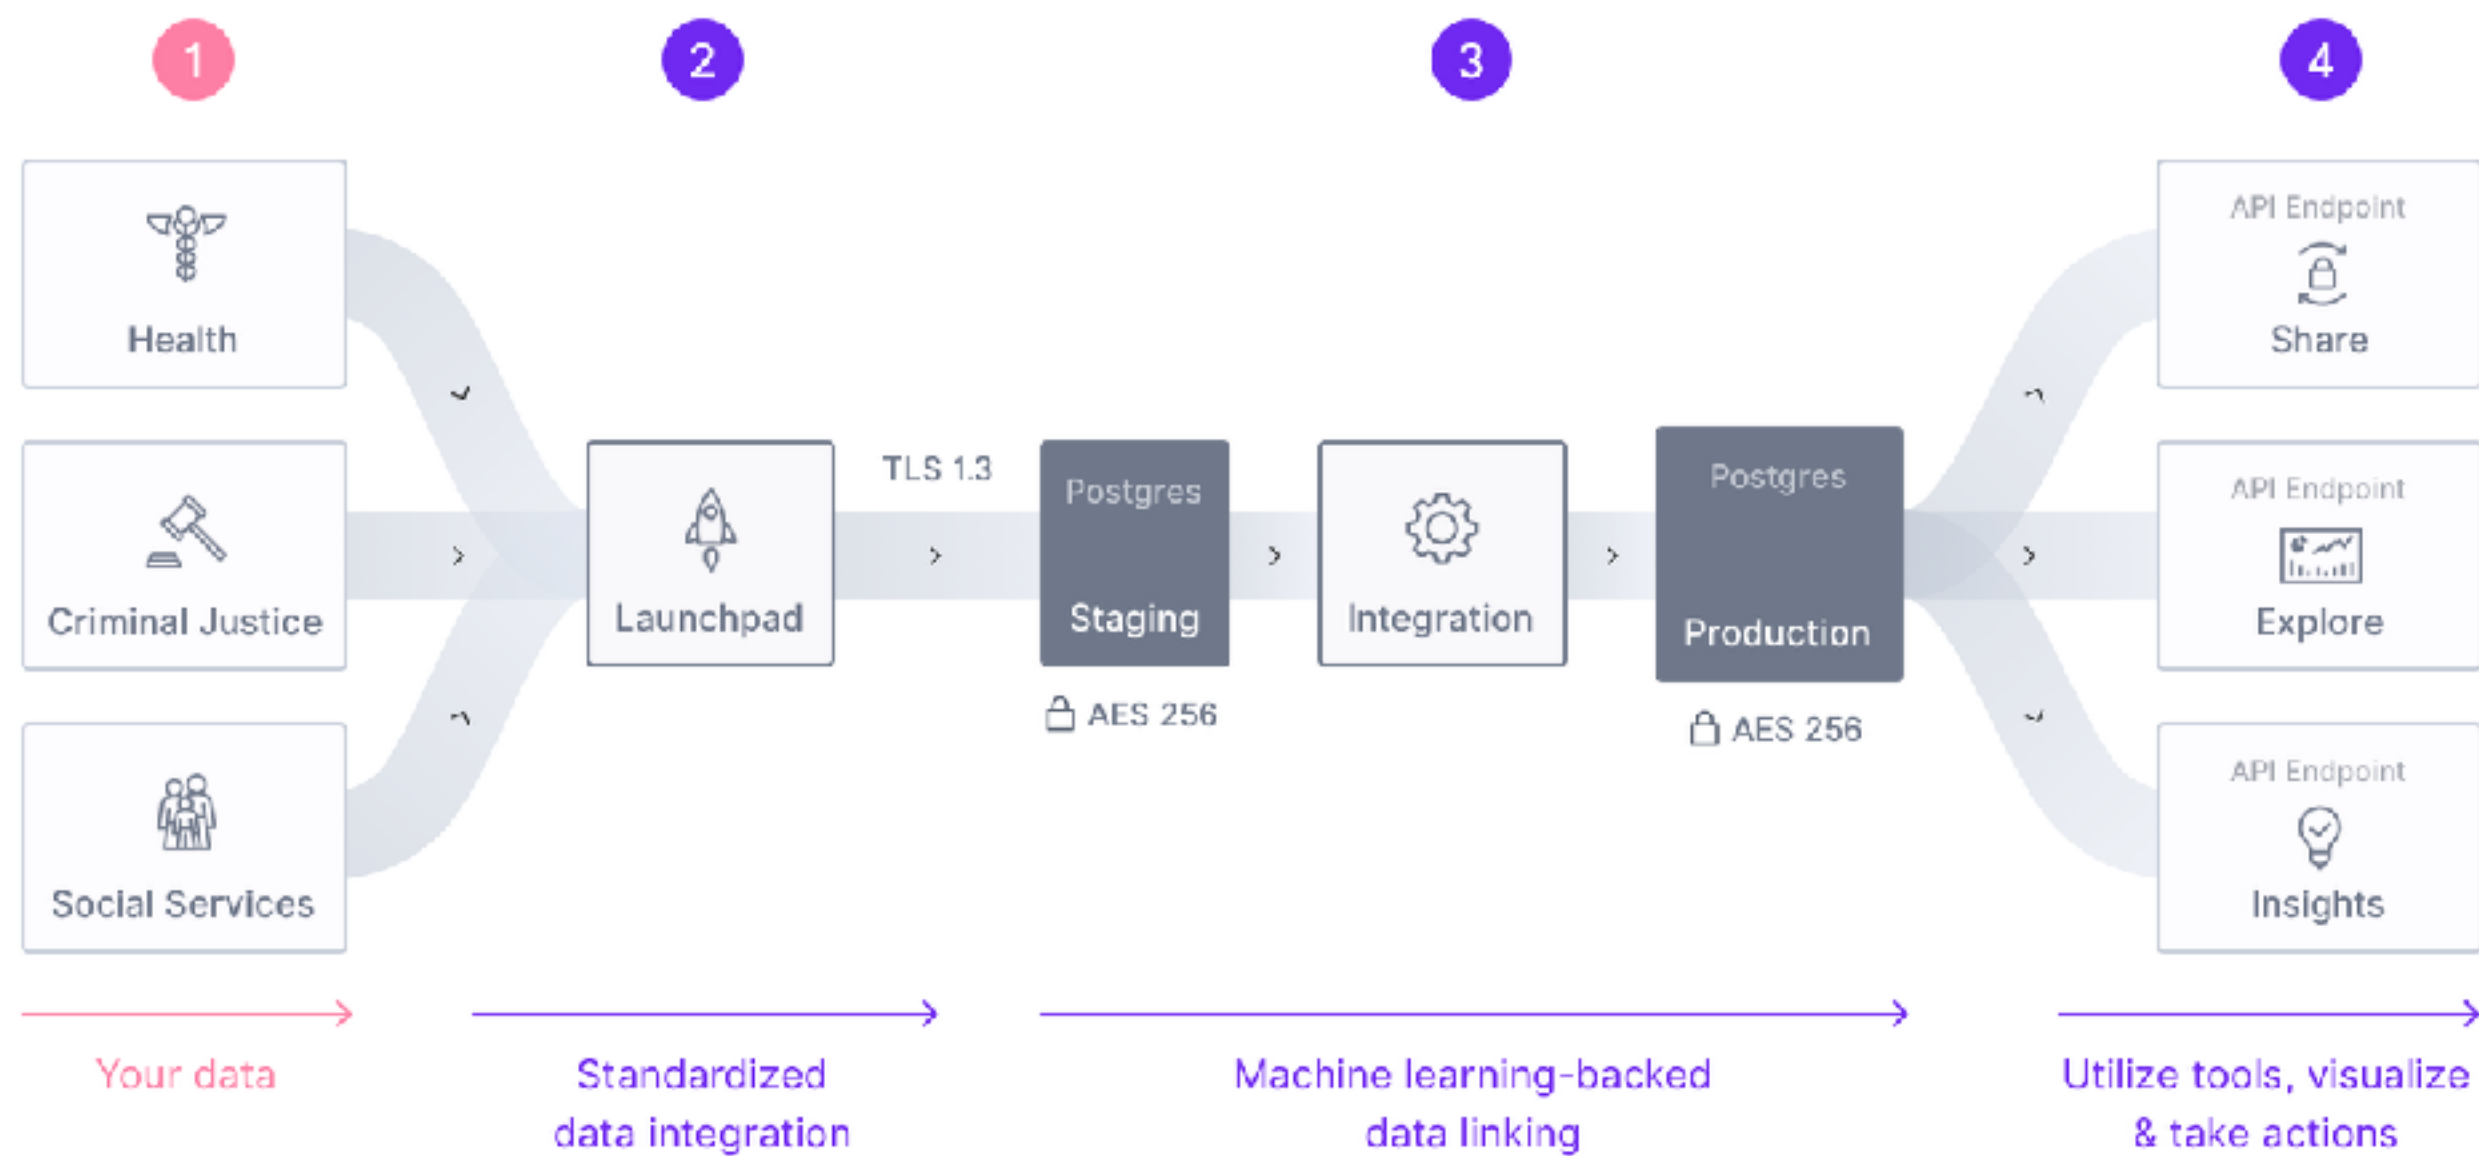 1
2
3
4
Health
Criminal Justice
Social Services
Launchpad
TLS 1.3
Postgres
Staging
AES 256
Integration
Postgres
Production
AES 256
API Endpoint
Share
API Endpoint
Explore
API Endpoint
Insights
Your data
Standardized
data integration
Machine learning-backed
data linking
Utilize tools, visualize
& take actions